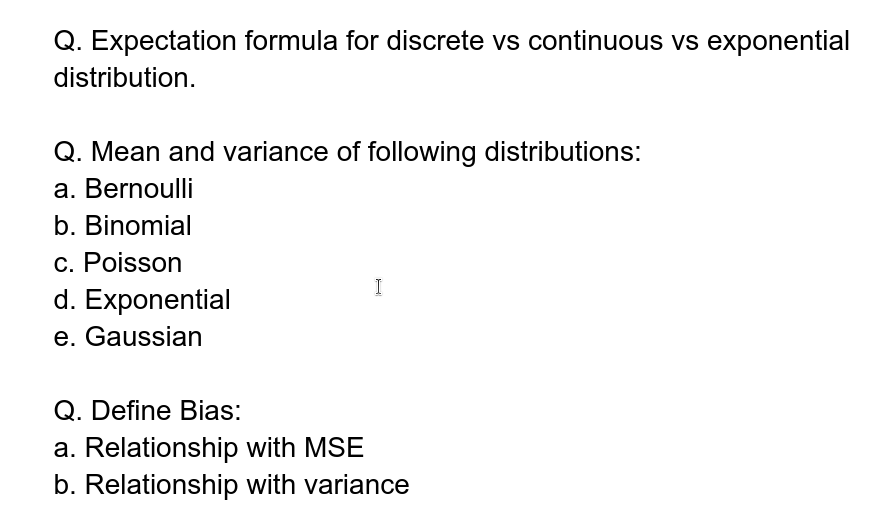 Q. Expectation formula for discrete vs continuous vs exponential
distribution.
Q. Mean and variance of following distributions:
a. Bernoulli
b. Binomial
c. Poisson
d. Exponential
e. Gaussian
Q. Define Bias:
a. Relationship with MSE
b. Relationship with variance